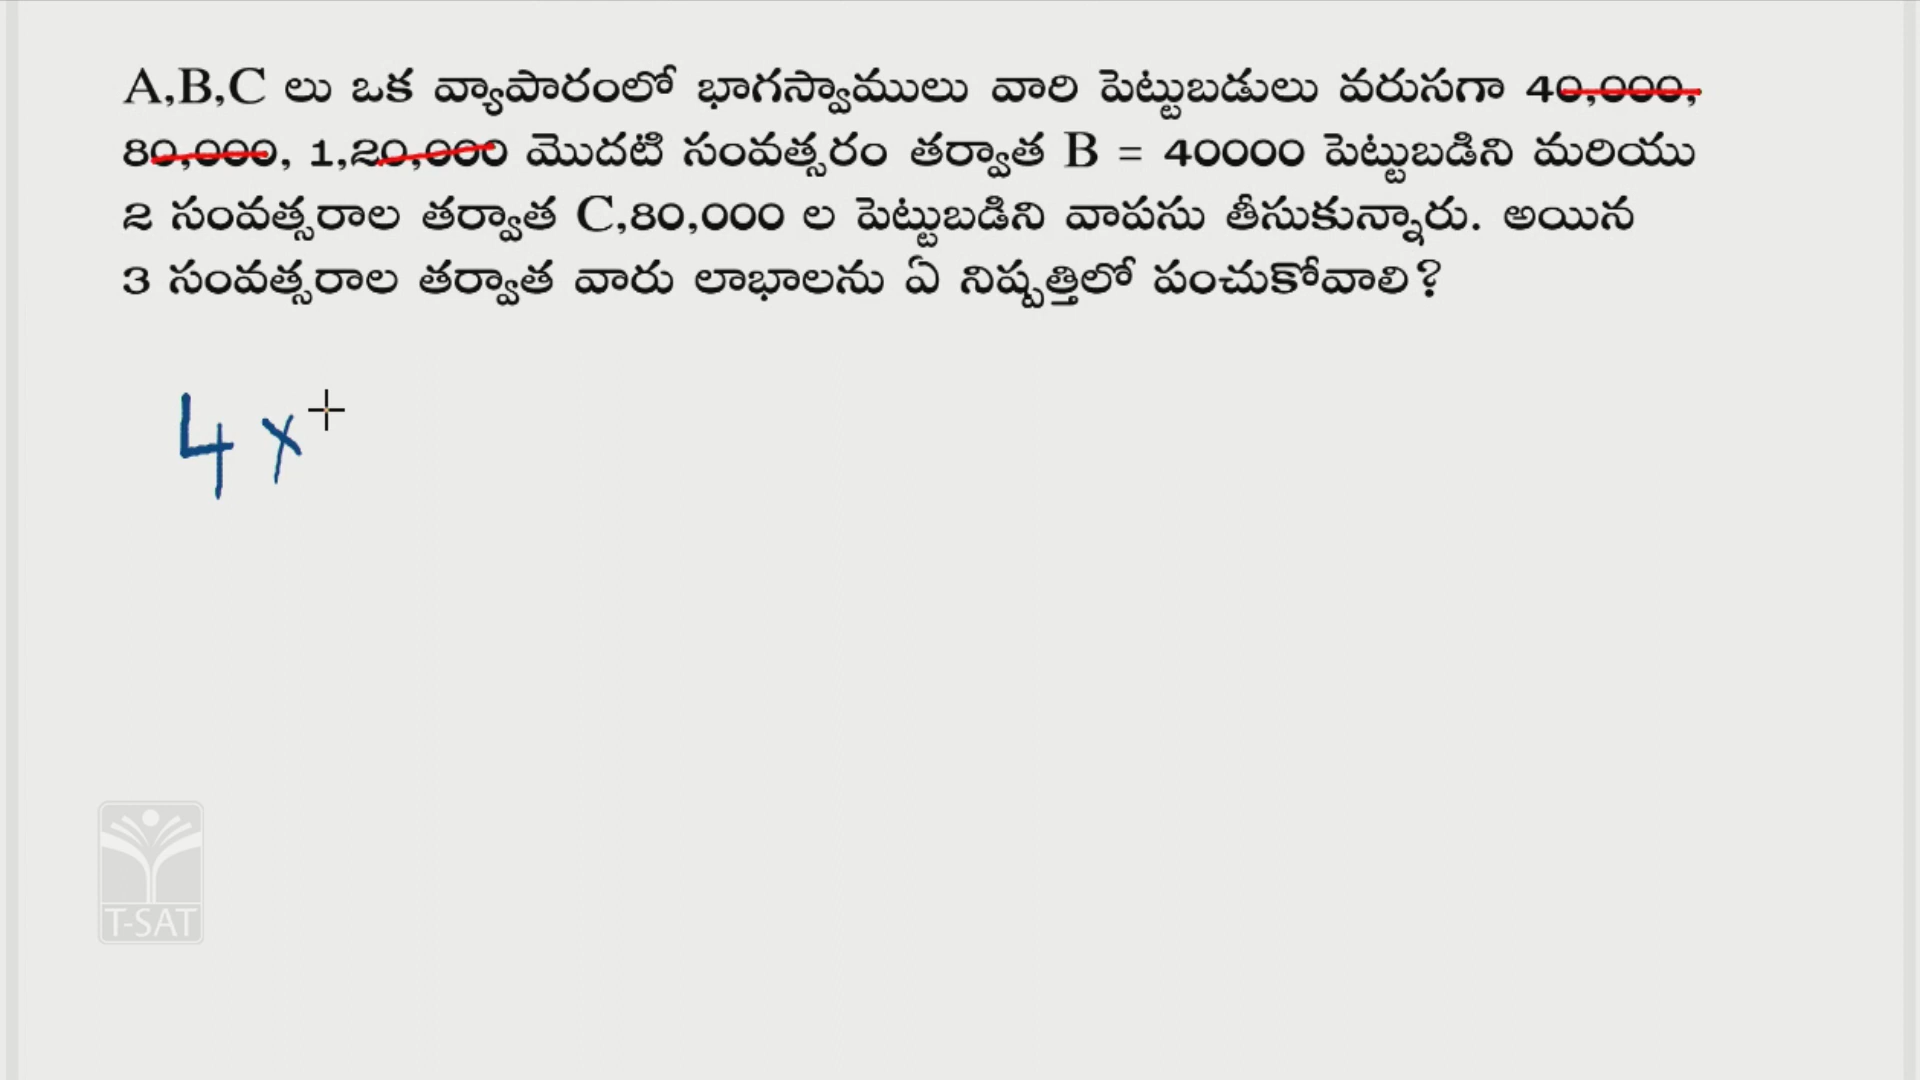 A,B,C లు ఒక వ్యాపారంలో భాగస్వాములు వారి పెట్టుబడులు వరుసగా 40,000,
80,000, 1,20,000 మొదటి సంవత్సరం తర్వాత B = 40000 పెట్టుబడిని మరియు
2 సంవత్సరాల తర్వాత C,80,000 ల పెట్టుబడిని వాపసు తీసుకున్నారు. అయిన
3 సంవత్సరాల తర్వాత వారు లాభాలను ఏ నిష్పత్తిలో పంచుకోవాలి?
4 ×
T-SAT